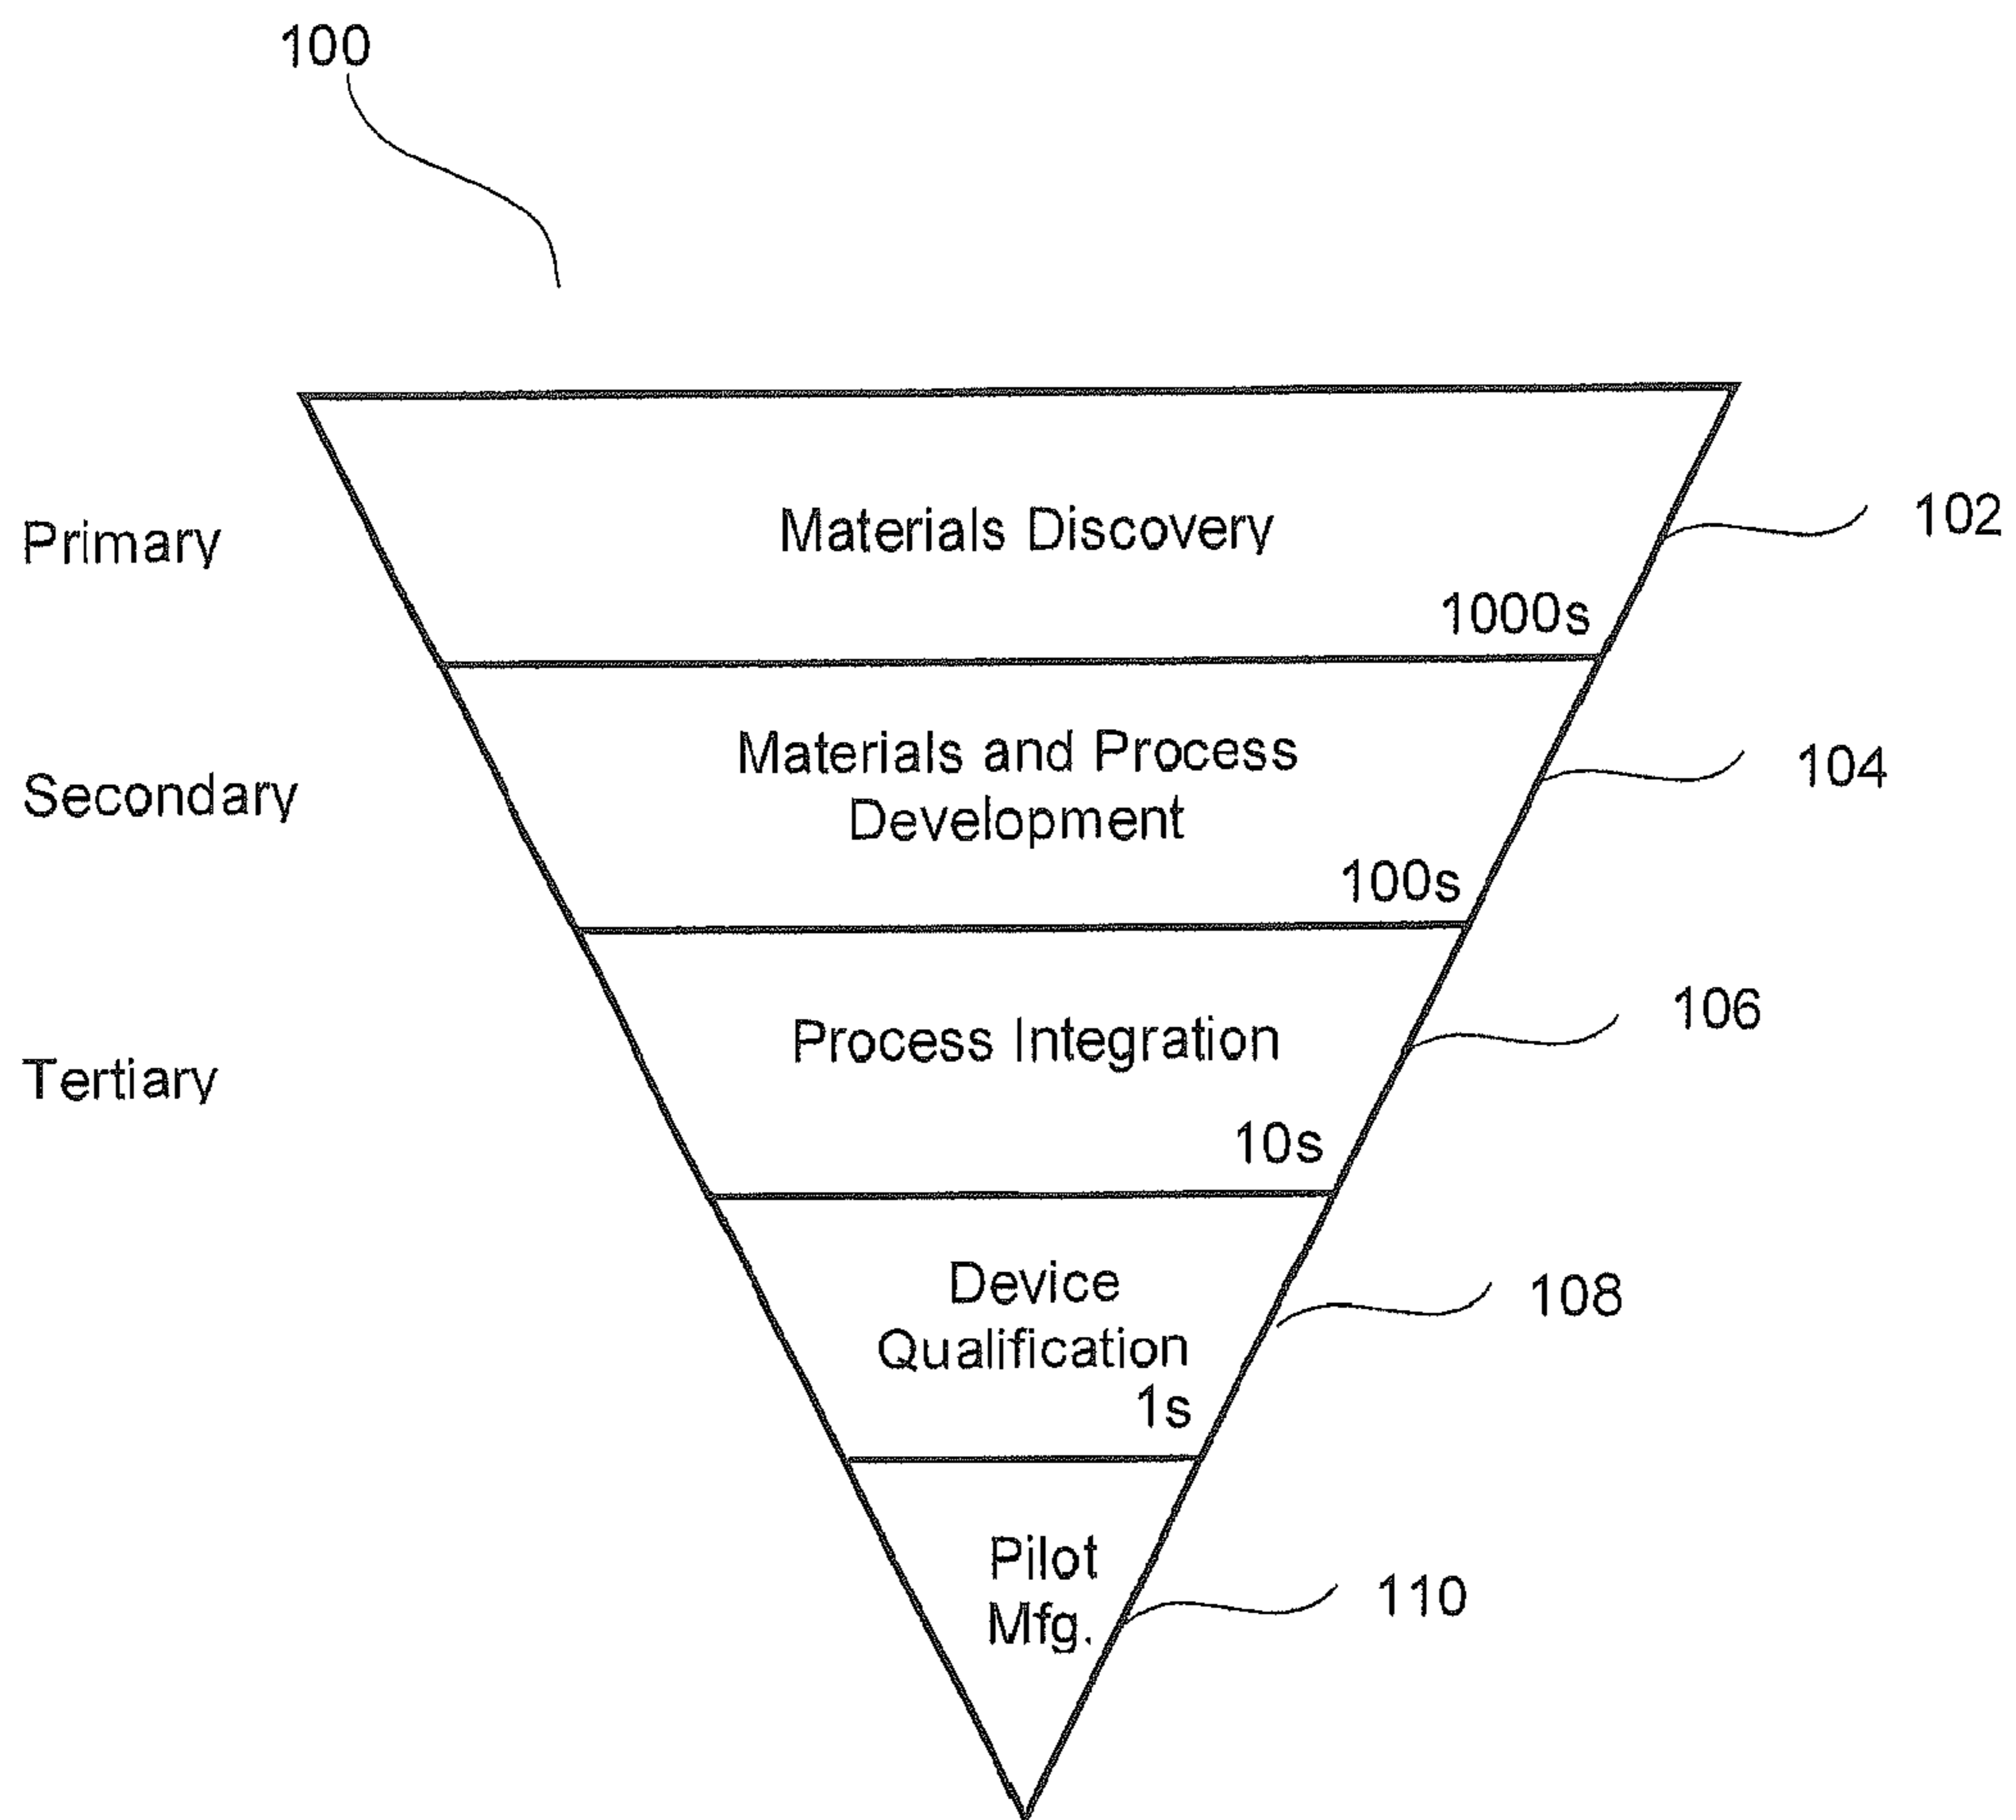 100
Primary
Materials Discovery
102
1000s
Secondary
Materials and Process
Development
104
100s
Tertiary
Process Integration
106
10s
Device
Qualification
108
1s
Pilot
Mfg.
110